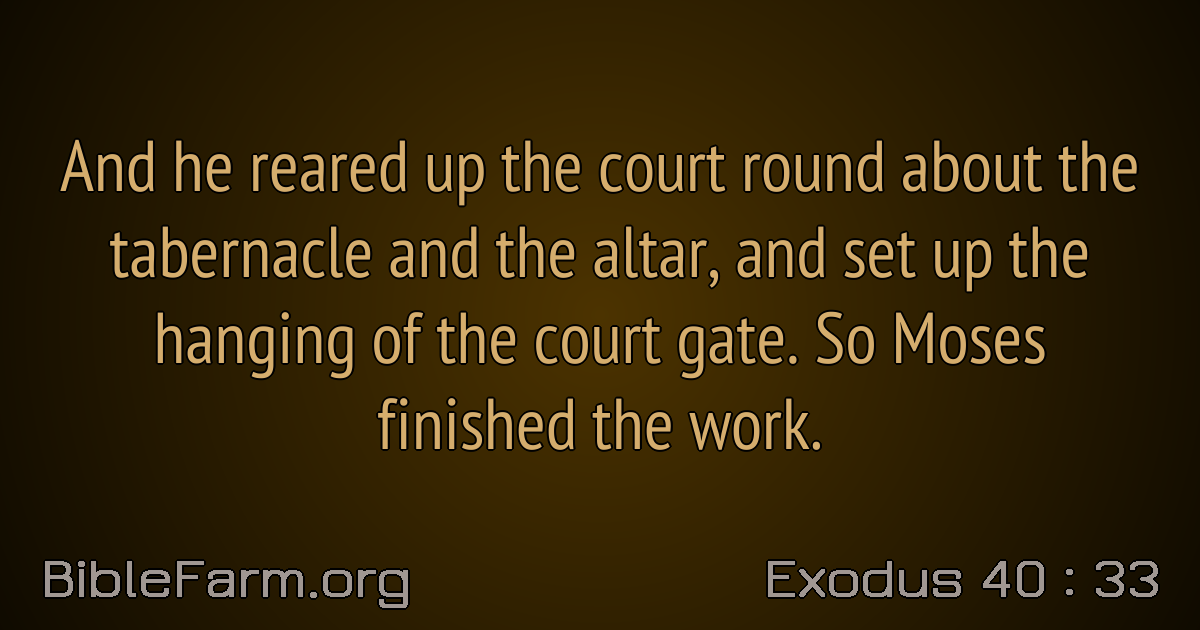 And he reared up the court round about the
tabernacle and the altar, and set up the
hanging of the court gate. So Moses
finished the work.
BibleFarm.org
Exodus 40 : 33